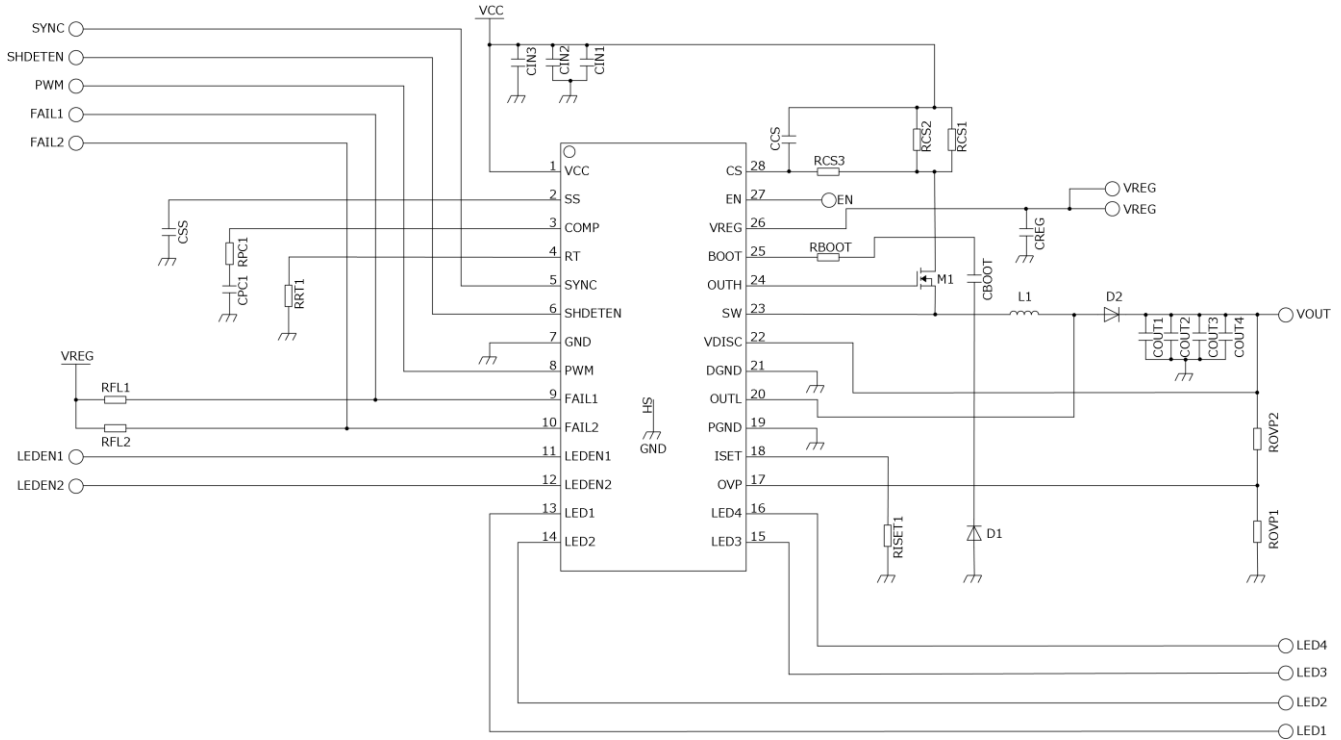 VCC
SYNC
SHDETEN
PWM
FAIL1
FAIL2
CIN3
CIN2
CIN1
CCS
RCS2
RCS1
RCS3
1 VCC
2 SS
3 COMP
4 RT
5 SYNC
6 SHDETEN
7 GND
8 PWM
9 FAIL1
10 FAIL2
11 LEDEN1
12 LEDEN2
13 LED1
14 LED2
CS 28
EN 27
VREG 26
BOOT 25
OUTH 24
SW 23
VDISC 22
DGND 21
OUTL 20
PGND 19
ISET 18
OVP 17
LED4 16
LED3 15
HS
GND
CSS
RPC1
CPC1
RRT1
VREG
RFL1
RFL2
LEDEN1
LEDEN2
EN
VREG
VREG
CREG
RBOOT
CBOOT
M1
L1
D2
COUT1
COUT2
COUT3
COUT4
VOUT
ROVP2
ROVP1
RISET1
D1
LED4
LED3
LED2
LED1